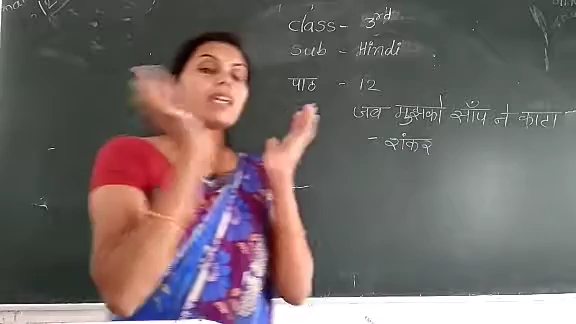 Class - 3rd
Sub - Hindi
पाठ - 12
जब मुझको साँप ने काटा
- शंकर